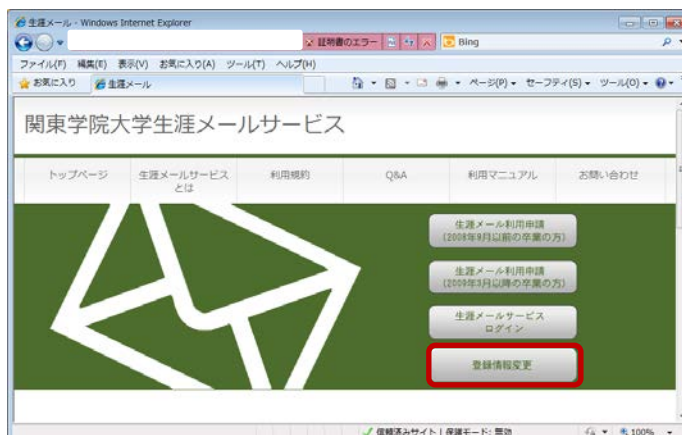 生涯メール - Windows Internet Explorer
証明書のエラー
Bing
ファイル(F) 編集(E) 表示(V) お気に入り(A) ツール(T) ヘルプ(H)
お気に入り 生涯メール ページ(P) セーフティ(S) ツール(O)
関東学院大学生涯メールサービス
トップページ 生涯メールサービス 利用規約 Q&A 利用マニュアル お問い合わせ
とは
生涯メール利用申請
(2008年9月以前の卒業の方)
生涯メール利用申請
(2009年3月以降の卒業の方)
生涯メールサービス
ログイン
登録情報変更
信頼済みサイト | 保護モード: 無効 100%